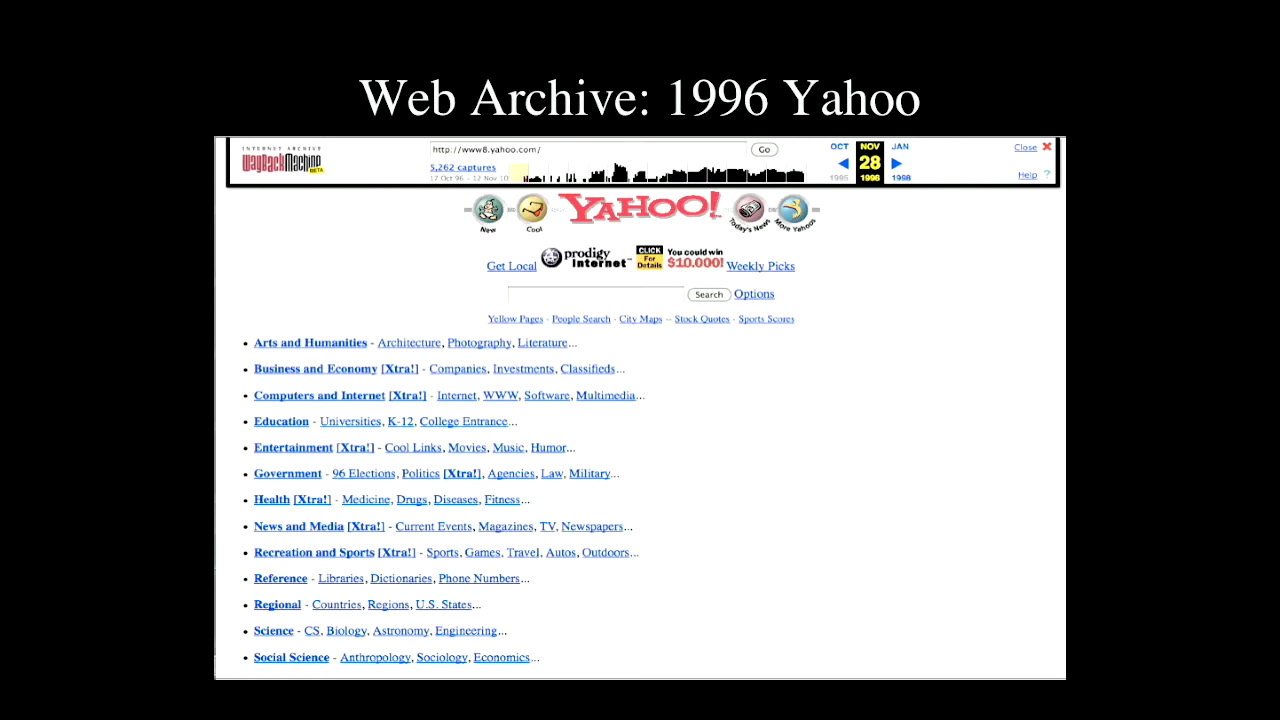 Web Archive: 1996 Yahoo
INTERNET ARCHIVE
WayBackMachine BETA
http://www8.yahoo.com/ Go
5,262 captures
17 Oct 96 - 12 Nov 10
OCT NOV JAN
28
1995 1996 1998
Close
Help ?
New Cool YAHOO! Today's News More Yahoos
Get Local prodigy Internet™ CLICK For Details You could win $10,000! Weekly Picks
Search Options
Yellow Pages - People Search - City Maps -- Stock Quotes - Sports Scores
• Arts and Humanities - Architecture, Photography, Literature...
• Business and Economy [Xtra!] - Companies, Investments, Classifieds...
• Computers and Internet [Xtra!] - Internet, WWW, Software, Multimedia...
• Education - Universities, K-12, College Entrance...
• Entertainment [Xtra!] - Cool Links, Movies, Music, Humor...
• Government - 96 Elections, Politics [Xtra!], Agencies, Law, Military...
• Health [Xtra!] - Medicine, Drugs, Diseases, Fitness...
• News and Media [Xtra!] - Current Events, Magazines, TV, Newspapers...
• Recreation and Sports [Xtra!] - Sports, Games, Travel, Autos, Outdoors...
• Reference - Libraries, Dictionaries, Phone Numbers...
• Regional - Countries, Regions, U.S. States...
• Science - CS, Biology, Astronomy, Engineering...
• Social Science - Anthropology, Sociology, Economics...